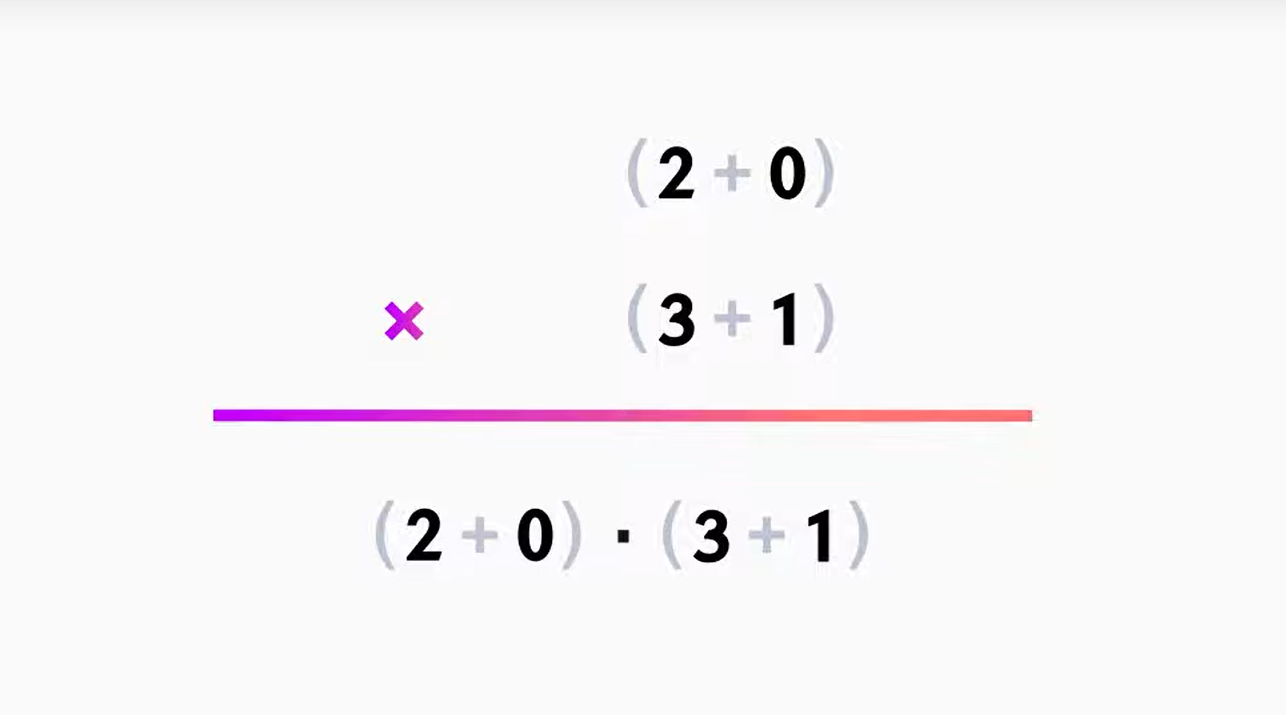 (2 + 0)
× (3 + 1)
(2 + 0) · (3 + 1)